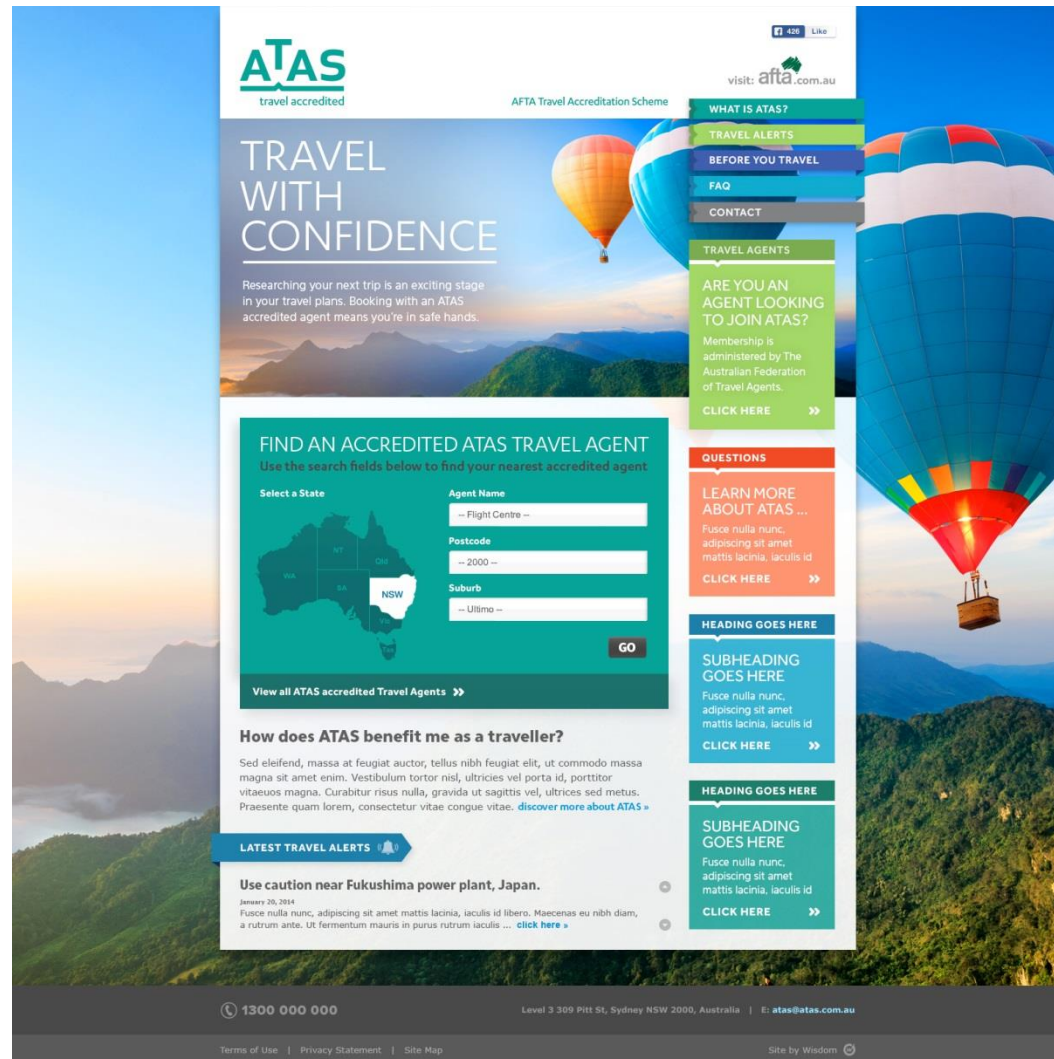 426 Like
ATAS
travel accredited
visit: afta.com.au
AFTA Travel Accreditation Scheme
WHAT IS ATAS?
TRAVEL ALERTS
BEFORE YOU TRAVEL
FAQ
CONTACT
TRAVEL
WITH
CONFIDENCE
Researching your next trip is an exciting stage
in your travel plans. Booking with an ATAS
accredited agent means you're in safe hands.
TRAVEL AGENTS
ARE YOU AN
AGENT LOOKING
TO JOIN ATAS?
Membership is
administered by The
Australian Federation
of Travel Agents.
CLICK HERE »
FIND AN ACCREDITED ATAS TRAVEL AGENT
Use the search fields below to find your nearest accredited agent
Select a State
WA
NT
SA
QLD
NSW
VIC
Tas
Agent Name
-- Flight Centre --
Postcode
-- 2000 --
Suburb
-- Ultimo --
GO
View all ATAS accredited Travel Agents »
QUESTIONS
LEARN MORE
ABOUT ATAS ...
Fusce nulla nunc,
adipiscing sit amet
mattis lacinia, iaculis id
CLICK HERE »
HEADING GOES HERE
SUBHEADING
GOES HERE
Fusce nulla nunc,
adipiscing sit amet
mattis lacinia, iaculis id
CLICK HERE »
HEADING GOES HERE
SUBHEADING
GOES HERE
Fusce nulla nunc,
adipiscing sit amet
mattis lacinia, iaculis id
CLICK HERE »
How does ATAS benefit me as a traveller?
Sed eleifend, massa at feugiat auctor, tellus nibh feugiat elit, ut commodo massa
magna sit amet enim. Vestibulum tortor nisl, ultricies vel porta id, porttitor
vitaeuos magna. Curabitur risus nulla, gravida ut sagittis vel, ultrices sed metus.
Praesente quam lorem, consectetur vitae congue vitae. discover more about ATAS »
LATEST TRAVEL ALERTS
Use caution near Fukushima power plant, Japan.
January 20, 2014
Fusce nulla nunc, adipiscing sit amet mattis lacinia, iaculis id libero. Maecenas eu nibh diam,
a rutrum ante. Ut fermentum mauris in purus rutrum iaculis ... click here »
1300 000 000
Level 3 309 Pitt St, Sydney NSW 2000, Australia | E: atas@atas.com.au
Terms of Use | Privacy Statement | Site Map
Site by Wisdom